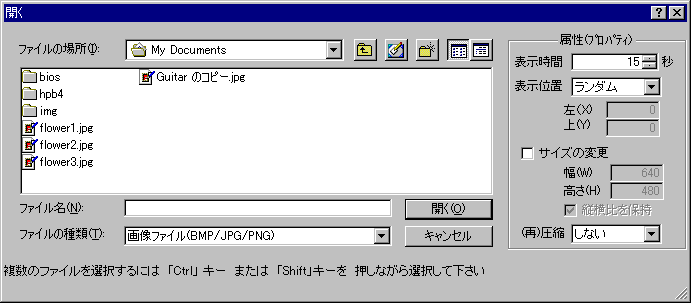 開く
ファイルの場所(I):
My Documents
bios
hpb4
img
flower1.jpg
flower2.jpg
flower3.jpg
Guitar のコピー.jpg
ファイル名(N):
開く(O)
ファイルの種類(T):
画像ファイル(BMP/JPG/PNG)
キャンセル
複数のファイルを選択するには 「Ctrl」 キー または 「Shift」キーを 押しながら選択して下さい
属性(プロパティ)
表示時間 15 秒
表示位置 ランダム
左(X) 0
上(Y) 0
サイズの変更
幅(W) 640
高さ(H) 480
縦横比を保持
(再)圧縮 しない